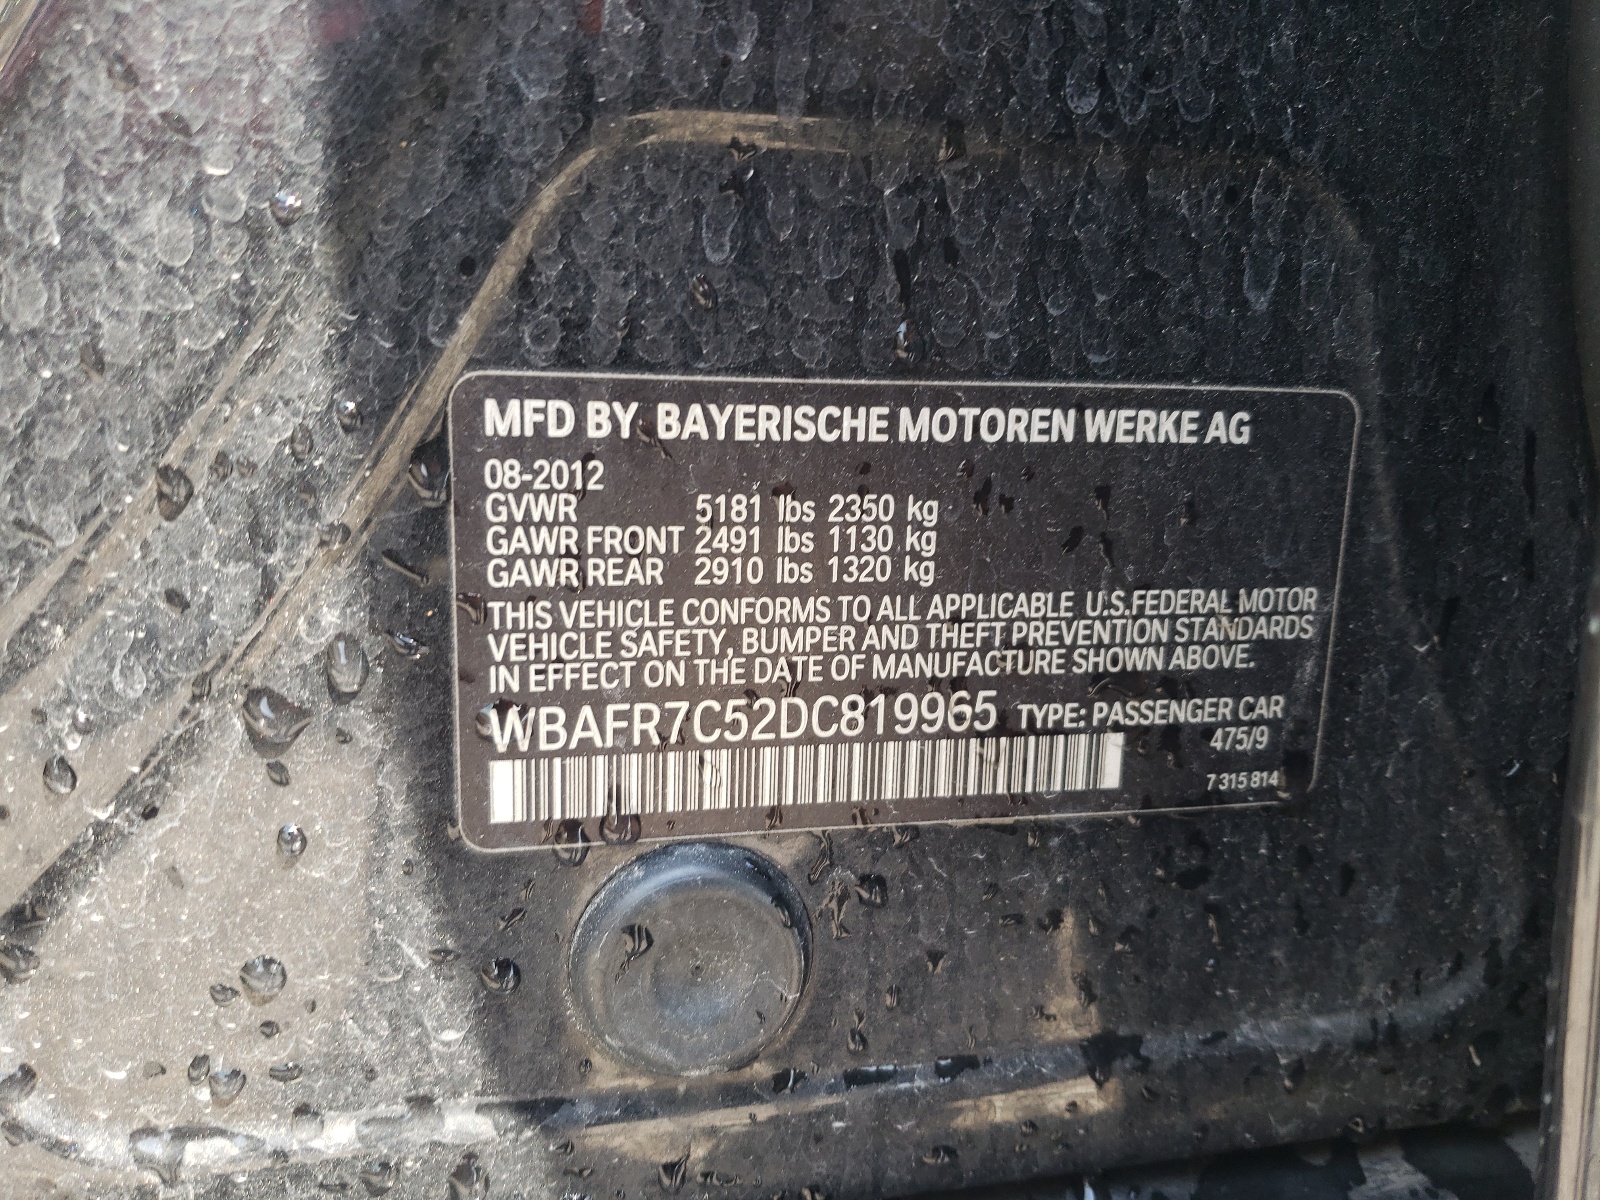 MFD BY BAYERISCHE MOTOREN WERKE AG
08-2012
GVWR 5181 lbs 2350 kg
GAWR FRONT 2491 lbs 1130 kg
GAWR REAR 2910 lbs 1320 kg
THIS VEHICLE CONFORMS TO ALL APPLICABLE U.S.FEDERAL MOTOR
VEHICLE SAFETY, BUMPER AND THEFT PREVENTION STANDARDS
IN EFFECT ON THE DATE OF MANUFACTURE SHOWN ABOVE.
WBAFR7C52DC819965 TYPE: PASSENGER CAR
475/9
7 315 814